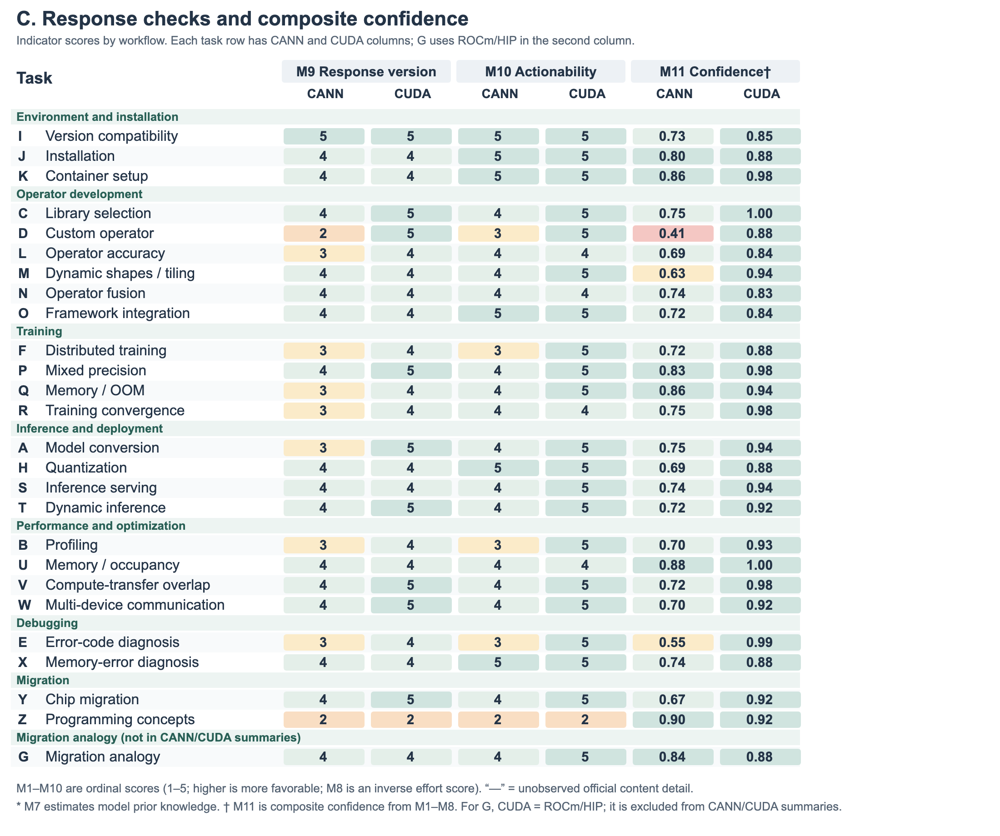 C. Response checks and composite confidence
Indicator scores by workflow. Each task row has CANN and CUDA columns; G uses ROCm/HIP in the second column.
Task M9 Response version M10 Actionability M11 Confidence†
CANN CUDA CANN CUDA CANN CUDA
Environment and installation
I Version compatibility 5 5 5 5 0.73 0.85
J Installation 4 4 5 5 0.80 0.88
K Container setup 4 4 5 5 0.86 0.98
Operator development
C Library selection 4 5 4 5 0.75 1.00
D Custom operator 2 5 3 5 0.41 0.88
L Operator accuracy 3 4 4 4 0.69 0.84
M Dynamic shapes / tiling 4 4 4 5 0.63 0.94
N Operator fusion 4 4 4 4 0.74 0.83
O Framework integration 4 4 5 5 0.72 0.84
Training
F Distributed training 3 4 3 5 0.72 0.88
P Mixed precision 4 5 4 5 0.83 0.98
Q Memory / OOM 3 4 4 5 0.86 0.94
R Training convergence 3 4 4 4 0.75 0.98
Inference and deployment
A Model conversion 3 5 4 5 0.75 0.94
H Quantization 4 4 5 5 0.69 0.88
S Inference serving 4 4 4 5 0.74 0.94
T Dynamic inference 4 5 4 5 0.72 0.92
Performance and optimization
B Profiling 3 4 3 5 0.70 0.93
U Memory / occupancy 4 4 4 4 0.88 1.00
V Compute-transfer overlap 4 5 4 5 0.72 0.98
W Multi-device communication 4 5 4 5 0.70 0.92
Debugging
E Error-code diagnosis 3 4 3 5 0.55 0.99
X Memory-error diagnosis 4 4 5 5 0.74 0.88
Migration
Y Chip migration 4 5 4 5 0.67 0.92
Z Programming concepts 2 2 2 2 0.90 0.92
Migration analogy (not in CANN/CUDA summaries)
G Migration analogy 4 4 4 5 0.84 0.88
M1–M10 are ordinal scores (1–5; higher is more favorable; M8 is an inverse effort score). “—” = unobserved official content detail.
* M7 estimates model prior knowledge. † M11 is composite confidence from M1–M8. For G, CUDA = ROCm/HIP; it is excluded from CANN/CUDA summaries.